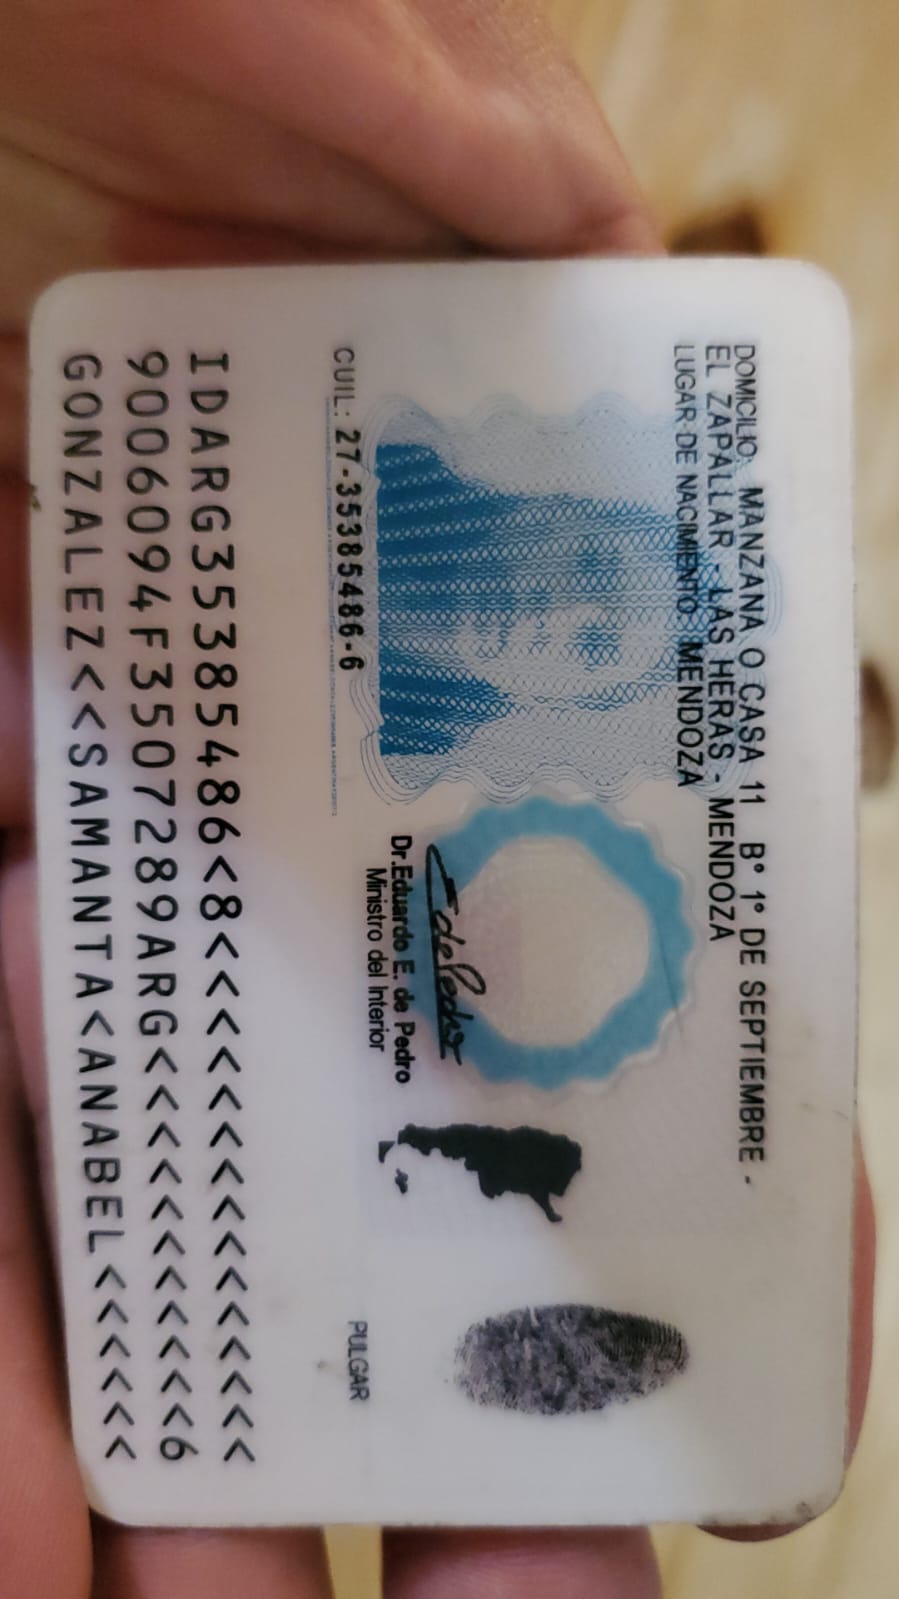 DOMICILIO: MANZANA O CASA 11 B° 1° DE SEPTIEMBRE -
EL ZAPALLAR - LAS HERAS - MENDOZA
LUGAR DE NACIMIENTO: MENDOZA
Dr.Eduardo E. de Pedro
Ministro del Interior
CUIL: 27-35385486-6
PULGAR
IDARG35385486<8<<<<<<<<<<<<<<<
9006094F3507289ARG<<<<<<<<<<<6
GONZALEZ<<SAMANTA<ANABEL<<<<<<